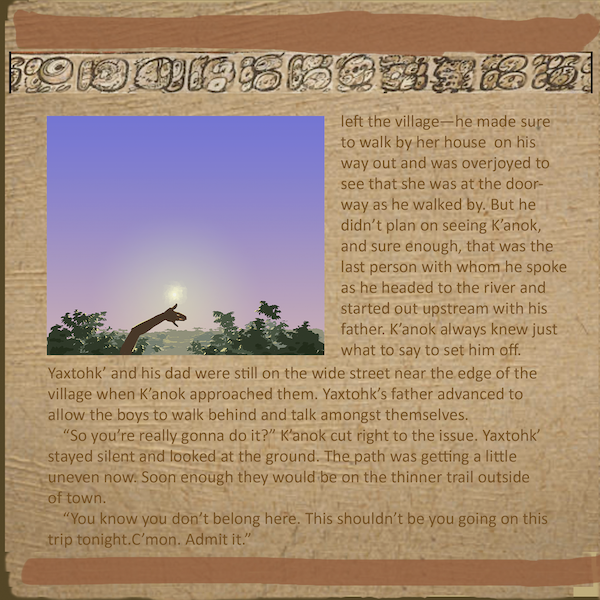 left the village—he made sure
to walk by her house on his
way out and was overjoyed to
see that she was at the door-
way as he walked by. But he
didn't plan on seeing K'anok,
and sure enough, that was the
last person with whom he spoke
as he headed to the river and
started out upstream with his
father. K'anok always knew just
what to say to set him off.
Yaxtohk' and his dad were still on the wide street near the edge of the
village when K'anok approached them. Yaxtohk's father advanced to
allow the boys to walk behind and talk amongst themselves.
"So you're really gonna do it?" K'anok cut right to the issue. Yaxtohk'
stayed silent and looked at the ground. The path was getting a little
uneven now. Soon enough they would be on the thinner trail outside
of town.
"You know you don't belong here. This shouldn't be you going on this
trip tonight.C'mon. Admit it."